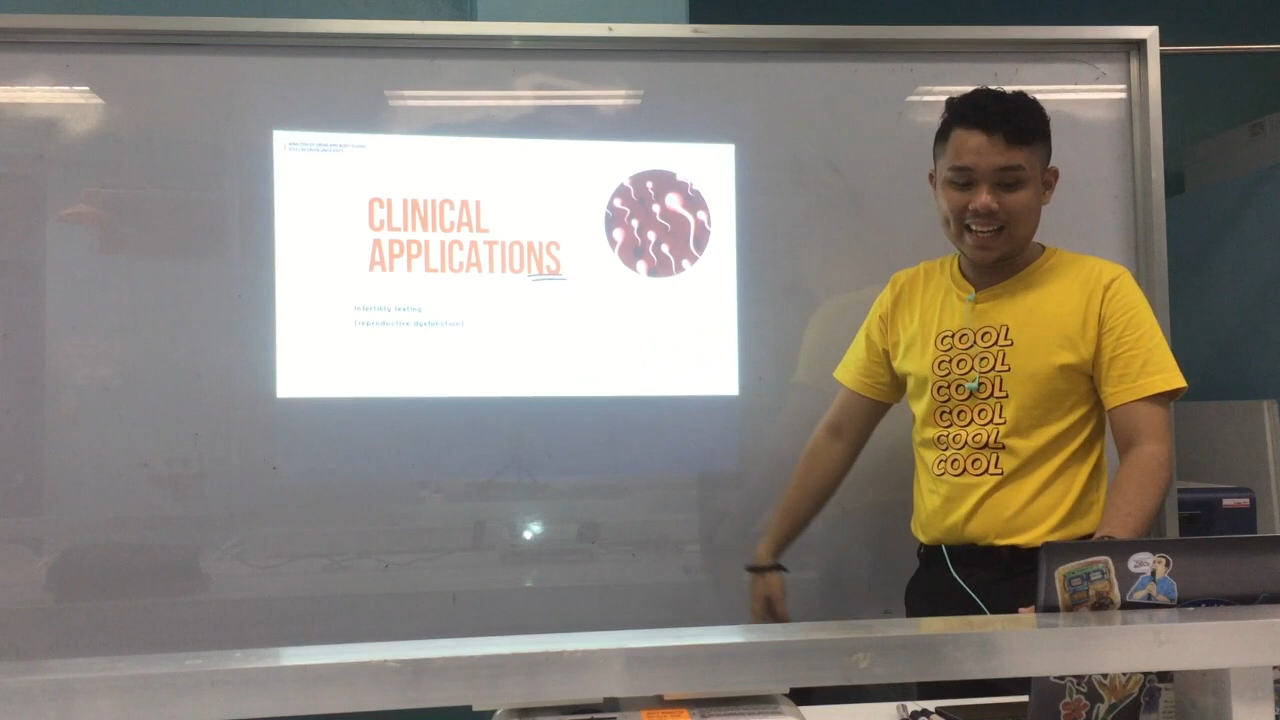 CLINICAL
APPLICATIONS
Infertility testing
(reproductive dysfunction)
COOL
COOL
COOL
COOL
COOL
COOL